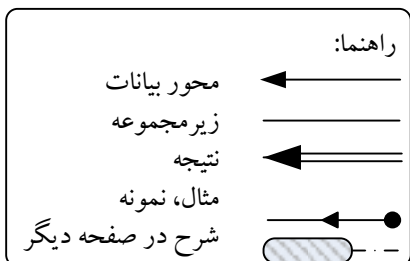 راهنما:
محور بیانات
زیرمجموعه
نتیجه
مثال، نمونه
شرح در صفحه دیگر